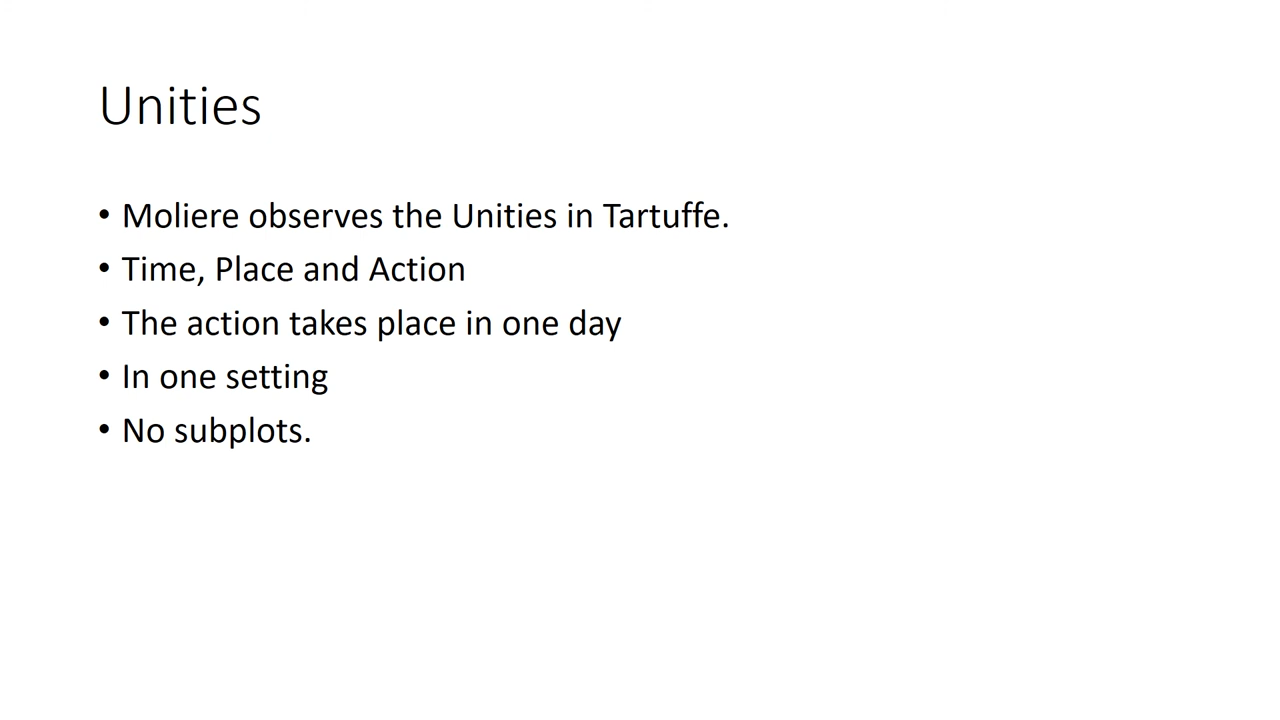 Unities
• Moliere observes the Unities in Tartuffe.
• Time, Place and Action
• The action takes place in one day
• In one setting
• No subplots.